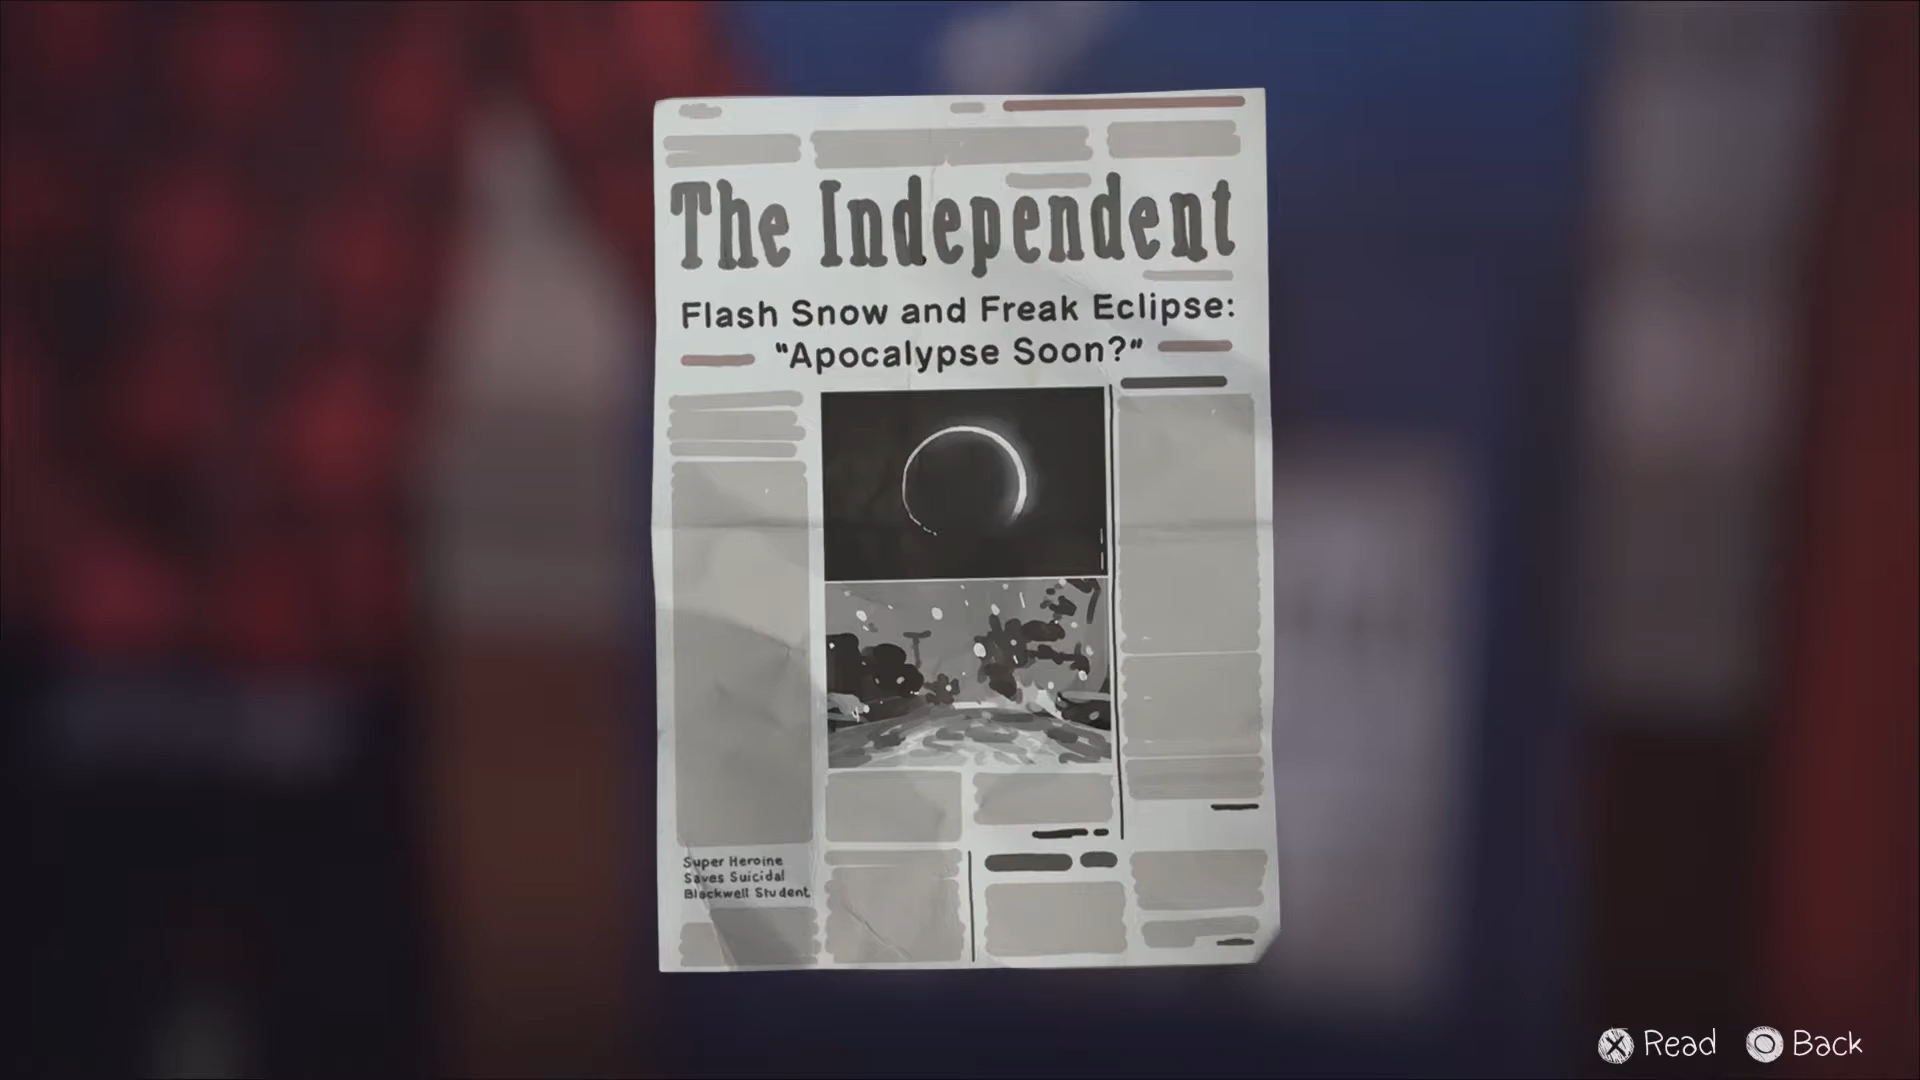 The Independent
Flash Snow and Freak Eclipse:
"Apocalypse Soon?"
Super Heroine
Saves Suicidal
Blackwell Student
Read Back